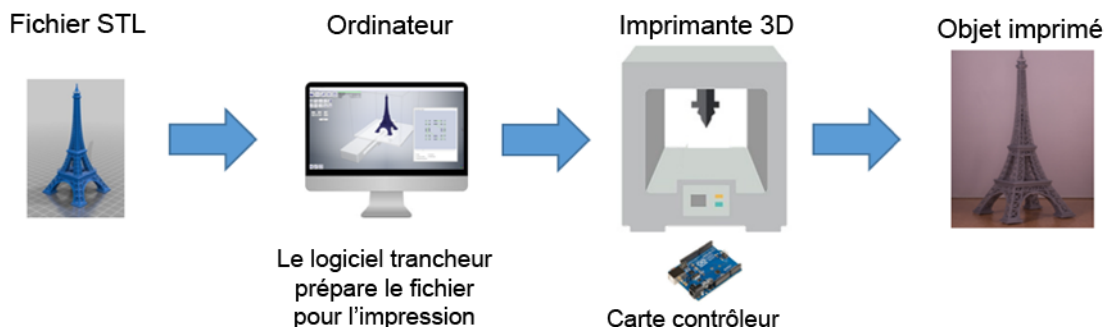 Fichier STL
Ordinateur
Imprimante 3D
Objet imprimé
Le logiciel trancheur
prépare le fichier
pour l’impression
Carte contrôleur